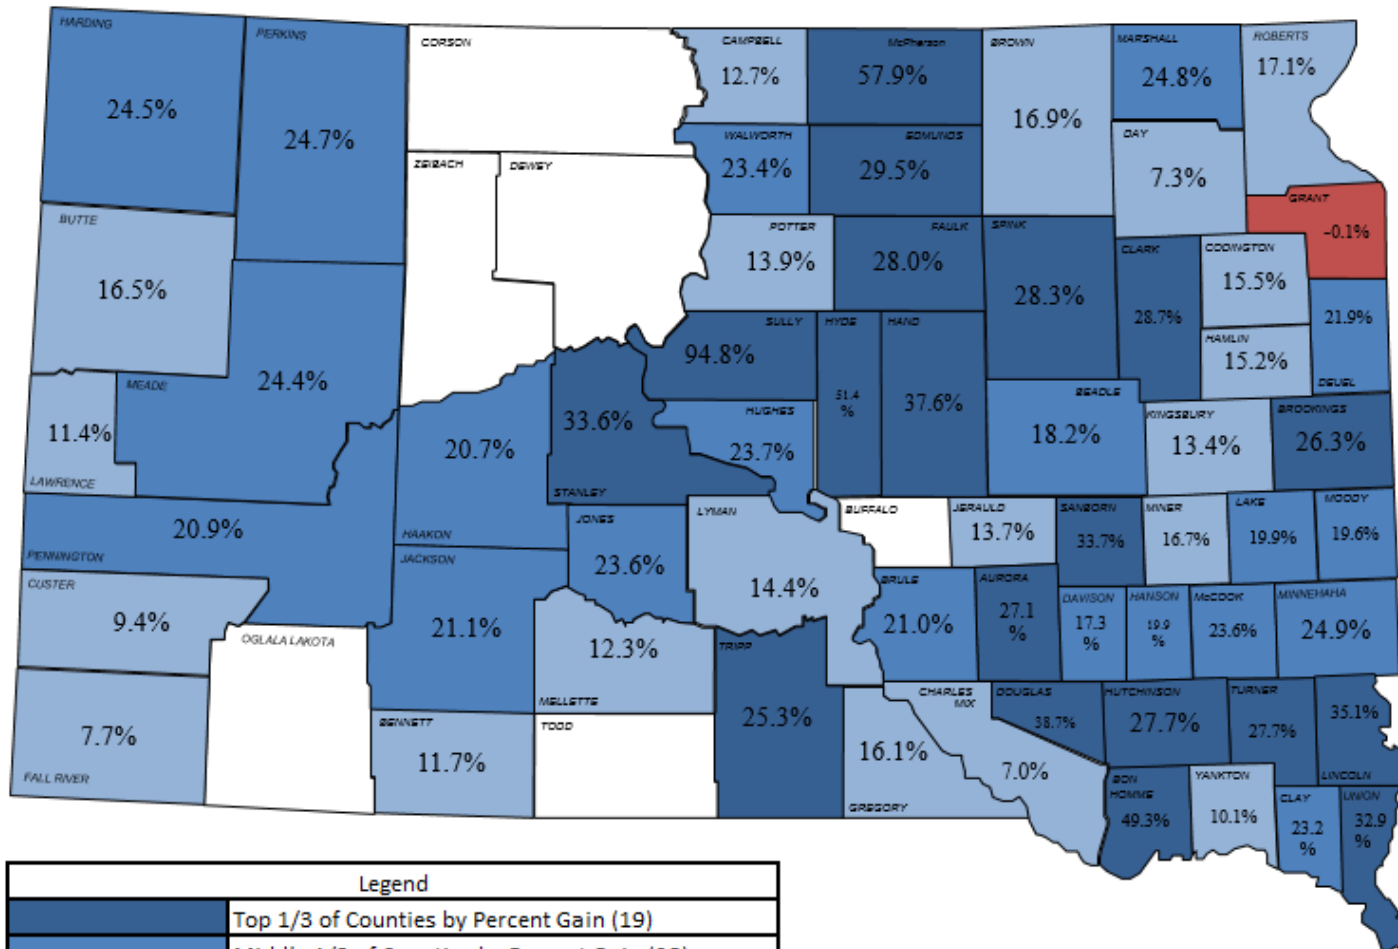 HARDING
24.5%
PERKINS
24.7%
CORSON
CAMPBELL
12.7%
McPherson
57.9%
BROWN
16.9%
MARSHALL
24.8%
ROBERTS
17.1%
WALWORTH
23.4%
EDMUNDS
29.5%
DAY
7.3%
ZEIBACH
DEWEY
GRANT
-0.1%
BUTTE
16.5%
POTTER
13.9%
FAULK
28.0%
SPINK
28.3%
CLARK
28.7%
CODINGTON
15.5%
21.9%
DEUEL
HAMLIN
15.2%
MEADE
24.4%
SULLY
94.8%
HYDE
51.4
%
HAND
37.6%
11.4%
LAWRENCE
20.7%
HAAKON
33.6%
STANLEY
HUGHES
23.7%
BEADLE
18.2%
KINGSBURY
13.4%
BROOKINGS
26.3%
20.9%
PENNINGTON
JONES
23.6%
LYMAN
14.4%
BUFFALO
JERAULD
13.7%
SANBORN
33.7%
MINER
16.7%
LAKE
19.9%
MOODY
19.6%
CUSTER
9.4%
OGLALA LAKOTA
JACKSON
21.1%
12.3%
MELLETTE
TRIPP
25.3%
BRULE
21.0%
AURORA
27.1
%
DAVISON
17.3
%
HANSON
19.9
%
McCOOK
23.6%
MINNEHAHA
24.9%
7.7%
FALL RIVER
BENNETT
11.7%
TODD
16.1%
GREGORY
CHARLES
MIX
7.0%
DOUGLAS
38.7%
HUTCHINSON
27.7%
TURNER
27.7%
35.1%
LINCOLN
BON
HOMME
49.3%
YANKTON
10.1%
CLAY
23.2
%
UNION
32.9
%
Legend
Top 1/3 of Counties by Percent Gain (19)